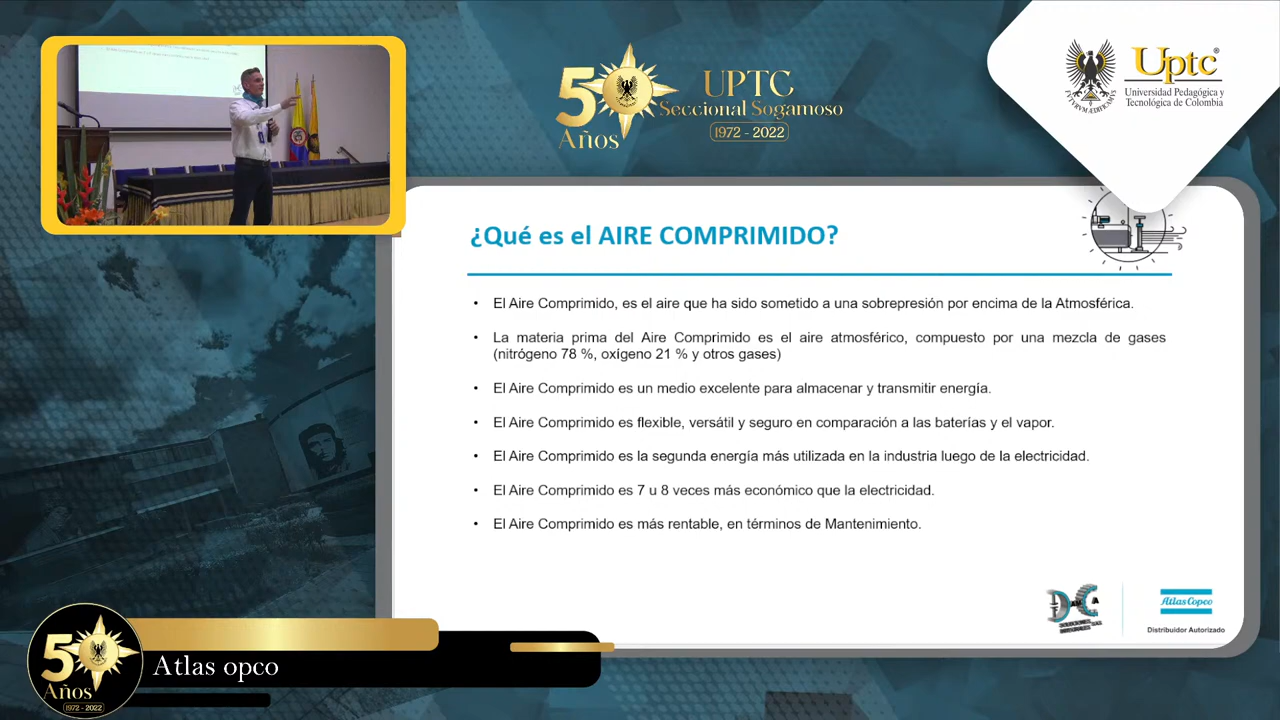 50 Años
UPTC
Seccional Sogamoso
1972 - 2022
Uptc®
Universidad Pedagógica y
Tecnológica de Colombia
¿Qué es el AIRE COMPRIMIDO?
• El Aire Comprimido, es el aire que ha sido sometido a una sobrepresión por encima de la Atmosférica.
• La materia prima del Aire Comprimido es el aire atmosférico, compuesto por una mezcla de gases
(nitrógeno 78 %, oxígeno 21 % y otros gases)
• El Aire Comprimido es un medio excelente para almacenar y transmitir energía.
• El Aire Comprimido es flexible, versátil y seguro en comparación a las baterías y el vapor.
• El Aire Comprimido es la segunda energía más utilizada en la industria luego de la electricidad.
• El Aire Comprimido es 7 u 8 veces más económico que la electricidad.
• El Aire Comprimido es más rentable, en términos de Mantenimiento.
Atlas Copco
Distribuidor Autorizado
50 Años
1972 - 2022
Atlas opco